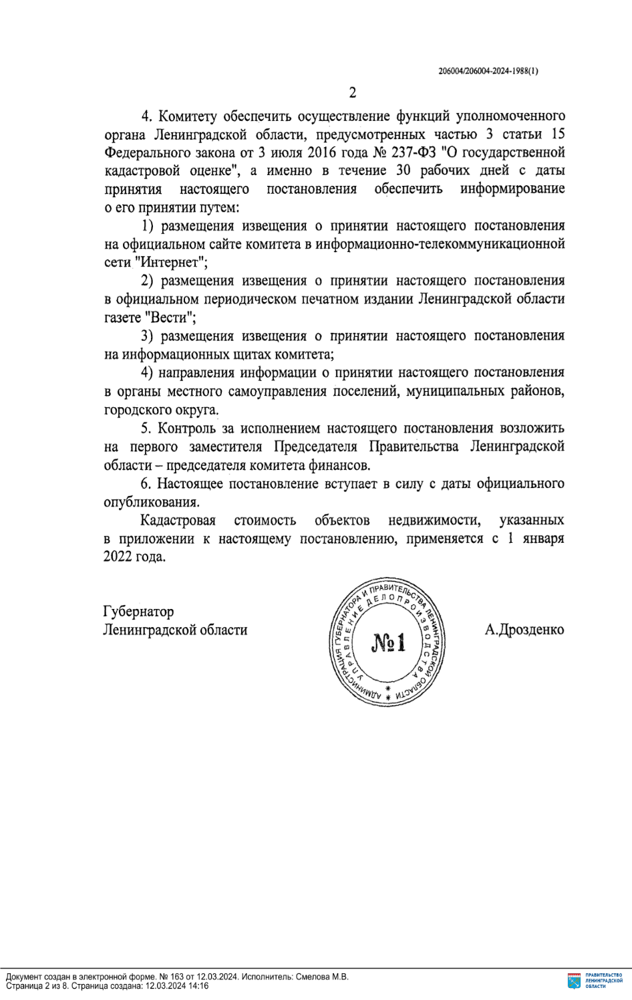 206004/206004-2024-1988(1)
2
4. Комитету обеспечить осуществление функций уполномоченного
органа Ленинградской области, предусмотренных частью 3 статьи 15
Федерального закона от 3 июля 2016 года № 237-ФЗ "О государственной
кадастровой оценке", а именно в течение 30 рабочих дней с даты
принятия настоящего постановления обеспечить информирование
о его принятии путем:
1) размещения извещения о принятии настоящего постановления
на официальном сайте комитета в информационно-телекоммуникационной
сети "Интернет";
2) размещения извещения о принятии настоящего постановления
в официальном периодическом печатном издании Ленинградской области
газете "Вести";
3) размещения извещения о принятии настоящего постановления
на информационных щитах комитета;
4) направления информации о принятии настоящего постановления
в органы местного самоуправления поселений, муниципальных районов,
городского округа.
5. Контроль за исполнением настоящего постановления возложить
на первого заместителя Председателя Правительства Ленинградской
области – председателя комитета финансов.
6. Настоящее постановление вступает в силу с даты официального
опубликования.
Кадастровая стоимость объектов недвижимости, указанных
в приложении к настоящему постановлению, применяется с 1 января
2022 года.
Губернатор
Ленинградской области
А.Дрозденко
АДМИНИСТРАЦИЯ ГУБЕРНАТОРА И ПРАВИТЕЛЬСТВА ЛЕНИНГРАДСКОЙ ОБЛАСТИ
УПРАВЛЕНИЕ ДЕЛОПРОИЗВОДСТВА
№1
Документ создан в электронной форме. № 163 от 12.03.2024. Исполнитель: Смелова М.В.
Страница 2 из 8. Страница создана: 12.03.2024 14:16
ПРАВИТЕЛЬСТВО
ЛЕНИНГРАДСКОЙ
ОБЛАСТИ